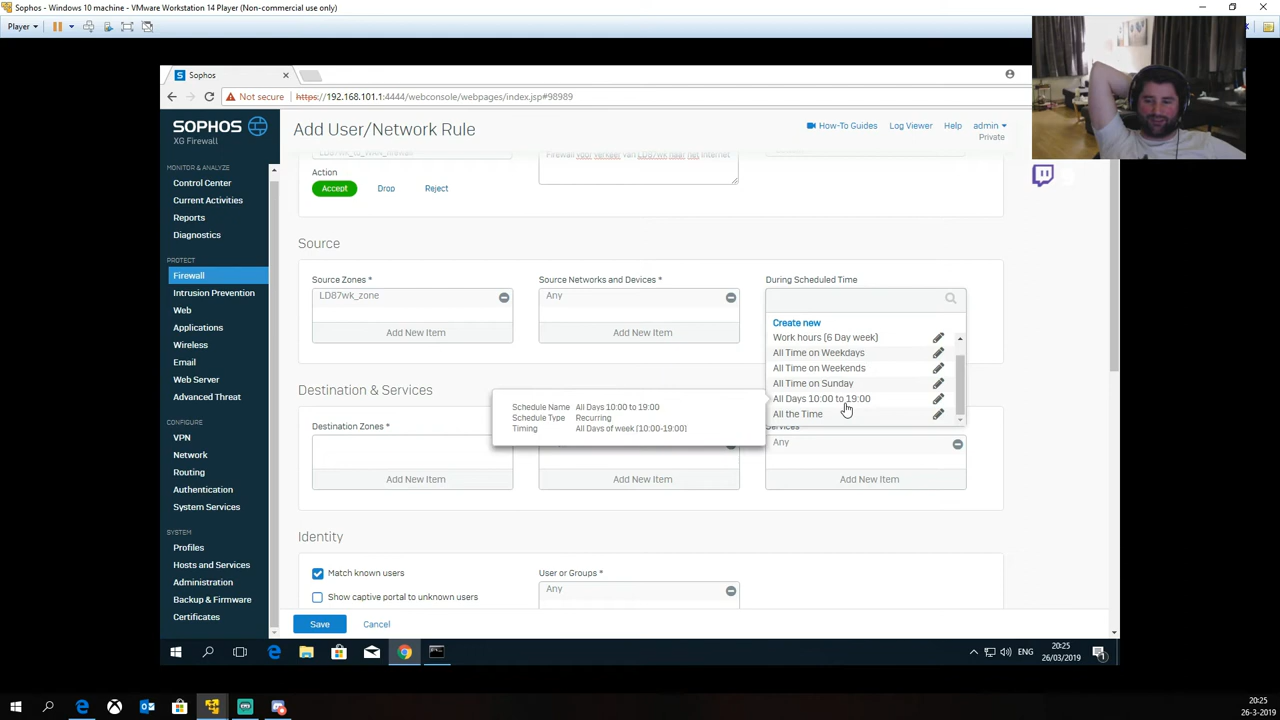 Sophos - Windows 10 machine - VMware Workstation 14 Player (Non-commercial use only)
Player
Sophos
Not secure
https://192.168.101.1:4444/webconsole/webpages/index.jsp#98989
SOPHOS
XG Firewall
Add User/Network Rule
How-To Guides
Log Viewer
Help
admin
Private
MONITOR & ANALYZE
Control Center
Current Activities
Reports
Diagnostics
PROTECT
Firewall
Intrusion Prevention
Web
Applications
Wireless
Email
Web Server
Advanced Threat
CONFIGURE
VPN
Network
Routing
Authentication
System Services
SYSTEM
Profiles
Hosts and Services
Administration
Backup & Firmware
Certificates
Firewall voor verkeer van LD87wk naar het internet
Action
Accept
Drop
Reject
Source
Source Zones *
LD87wk_zone
Add New Item
Source Networks and Devices *
Any
Add New Item
During Scheduled Time
Create new
Work hours (6 Day week)
All Time on Weekdays
All Time on Weekends
All Time on Sunday
All Days 10:00 to 19:00
All the Time
Schedule Name All Days 10:00 to 19:00
Schedule Type Recurring
Timing All Days of week [10:00-19:00]
Destination & Services
Destination Zones *
Add New Item
Add New Item
Services
Any
Add New Item
Identity
Match known users
Show captive portal to unknown users
User or Groups *
Any
Save
Cancel
ENG
20:25
26/03/2019
1
20:25
26-3-2019